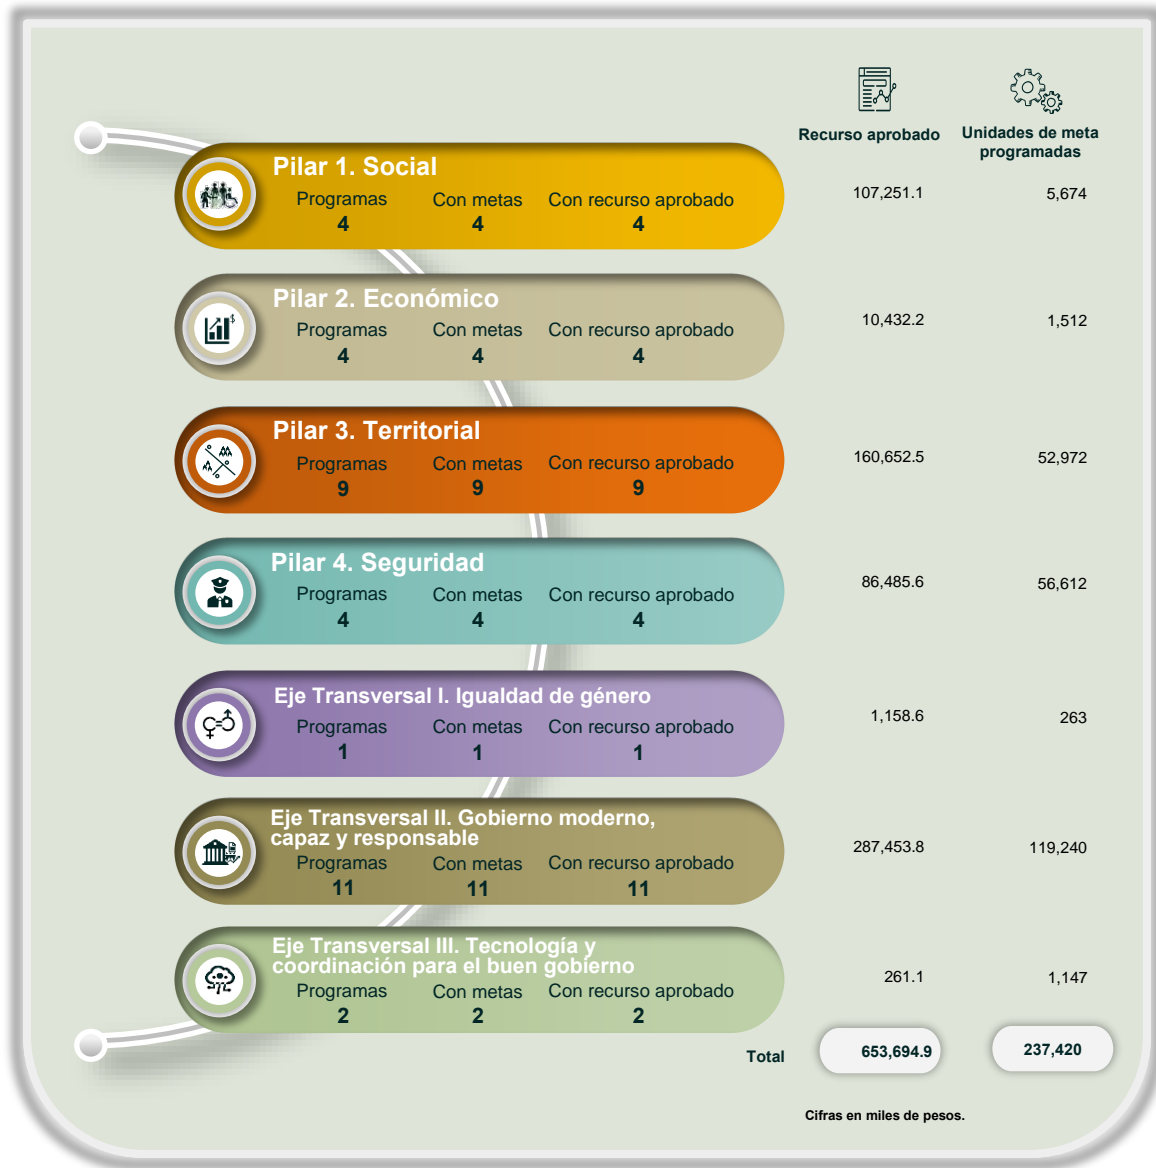 Recurso aprobado
Unidades de meta
programadas
Pilar 1. Social
Programas Con metas Con recurso aprobado
4 4 4
107,251.1 5,674
Pilar 2. Económico
Programas Con metas Con recurso aprobado
4 4 4
10,432.2 1,512
Pilar 3. Territorial
Programas Con metas Con recurso aprobado
9 9 9
160,652.5 52,972
Pilar 4. Seguridad
Programas Con metas Con recurso aprobado
4 4 4
86,485.6 56,612
Eje Transversal I. Igualdad de género
Programas Con metas Con recurso aprobado
1 1 1
1,158.6 263
Eje Transversal II. Gobierno moderno,
capaz y responsable
Programas Con metas Con recurso aprobado
11 11 11
287,453.8 119,240
Eje Transversal III. Tecnología y
coordinación para el buen gobierno
Programas Con metas Con recurso aprobado
2 2 2
261.1 1,147
Total 653,694.9 237,420
Cifras en miles de pesos.